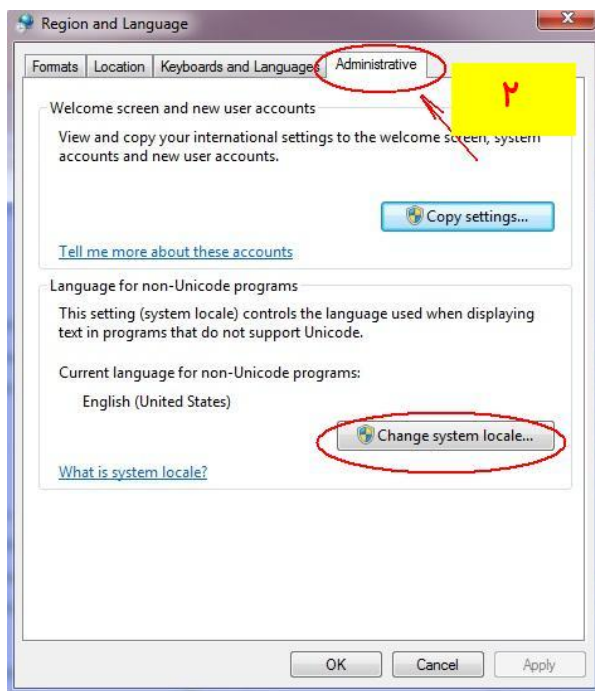 Region and Language
Formats Location Keyboards and Languages Administrative
۲
Welcome screen and new user accounts
View and copy your international settings to the welcome screen, system
accounts and new user accounts.
Copy settings...
Tell me more about these accounts
Language for non-Unicode programs
This setting (system locale) controls the language used when displaying
text in programs that do not support Unicode.
Current language for non-Unicode programs:
English (United States)
Change system locale...
What is system locale?
OK Cancel Apply